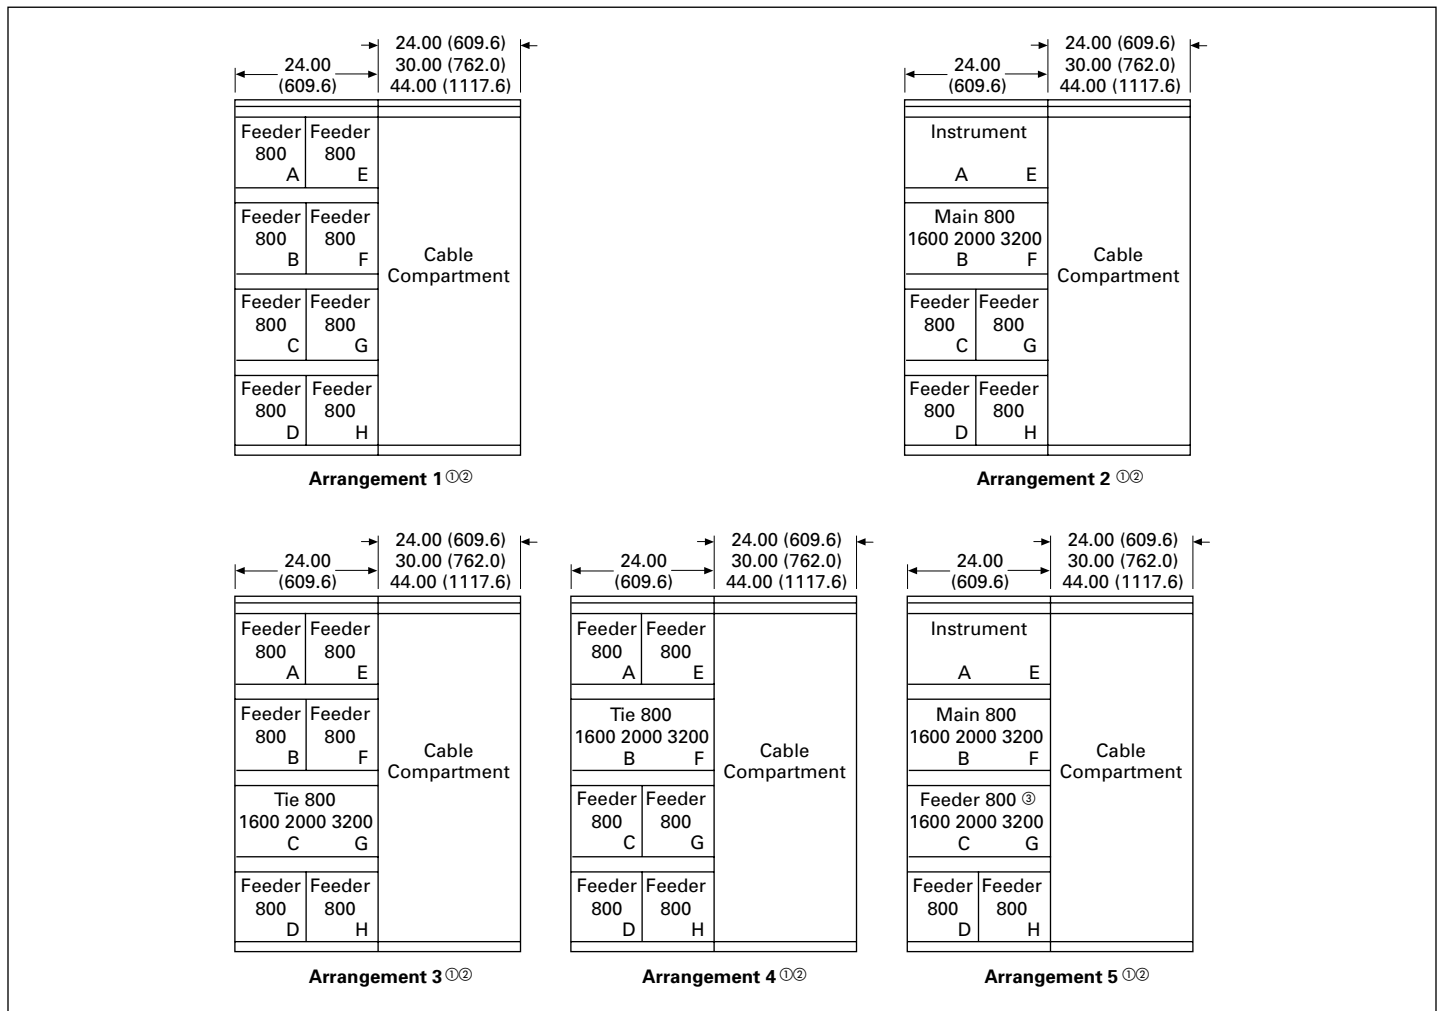 24.00 (609.6)
24.00 30.00 (762.0)
(609.6) 44.00 (1117.6)
Feeder Feeder
800 800
A E
Feeder Feeder
800 800
B F
Feeder Feeder
800 800
C G
Feeder Feeder
800 800
D H
Cable
Compartment
Arrangement 1 ①②
24.00 (609.6)
24.00 30.00 (762.0)
(609.6) 44.00 (1117.6)
Instrument
A E
Main 800
1600 2000 3200
B F
Feeder Feeder
800 800
C G
Feeder Feeder
800 800
D H
Cable
Compartment
Arrangement 2 ①②
24.00 (609.6)
24.00 30.00 (762.0)
(609.6) 44.00 (1117.6)
Feeder Feeder
800 800
A E
Feeder Feeder
800 800
B F
Tie 800
1600 2000 3200
C G
Feeder Feeder
800 800
D H
Cable
Compartment
Arrangement 3 ①②
24.00 (609.6)
24.00 30.00 (762.0)
(609.6) 44.00 (1117.6)
Feeder Feeder
800 800
A E
Tie 800
1600 2000 3200
B F
Feeder Feeder
800 800
C G
Feeder Feeder
800 800
D H
Cable
Compartment
Arrangement 4 ①②
24.00 (609.6)
24.00 30.00 (762.0)
(609.6) 44.00 (1117.6)
Instrument
A E
Main 800
1600 2000 3200
B F
Feeder 800 ③
1600 2000 3200
C G
Feeder Feeder
800 800
D H
Cable
Compartment
Arrangement 5 ①②